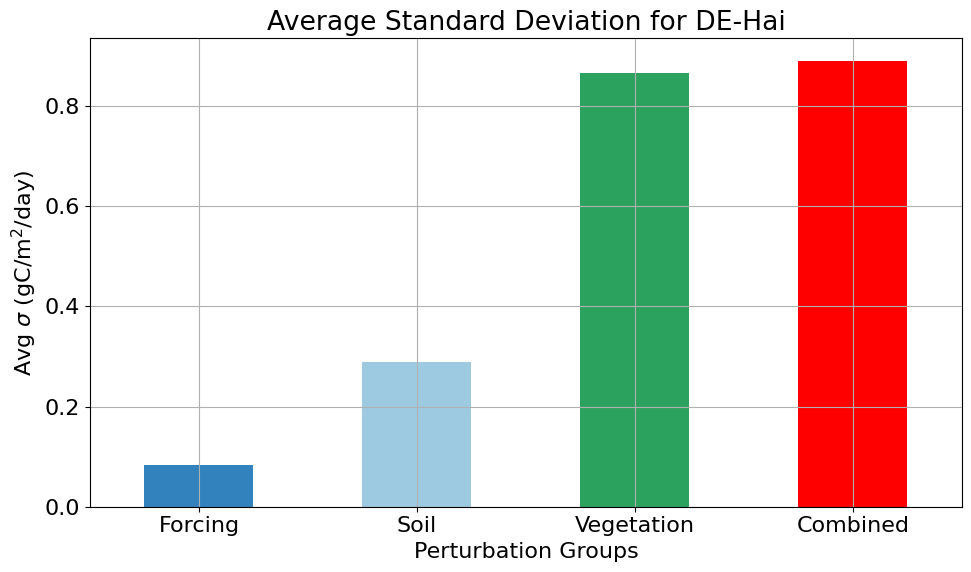 Average Standard Deviation for DE-Hai
Avg σ (gC/m²/day)
0.8
0.6
0.4
0.2
0.0
Forcing Soil Vegetation Combined
Perturbation Groups